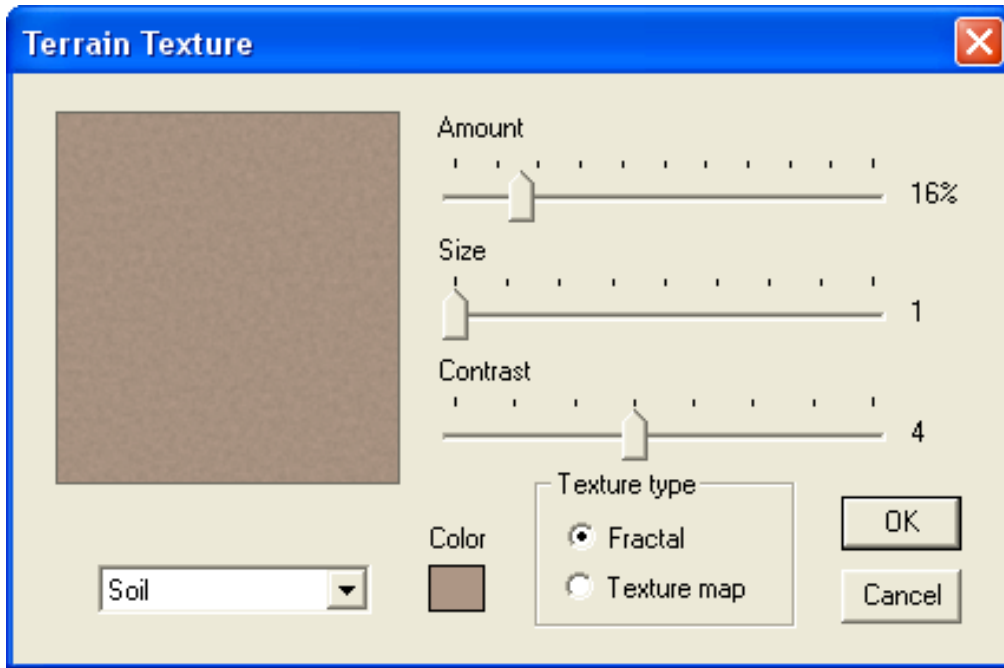 Terrain Texture
Amount
16%
Size
1
Contrast
4
Texture type
Fractal
Texture map
Color
Soil
OK
Cancel